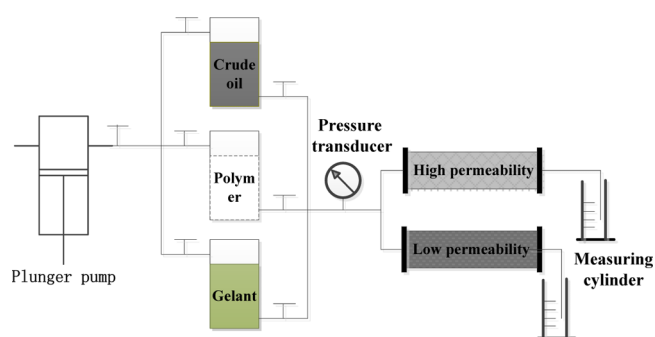 Crude
oil
Pressure
transducer
Polym
er
High permeability
Low permeability
Measuring
cylinder
Plunger pump
Gelant